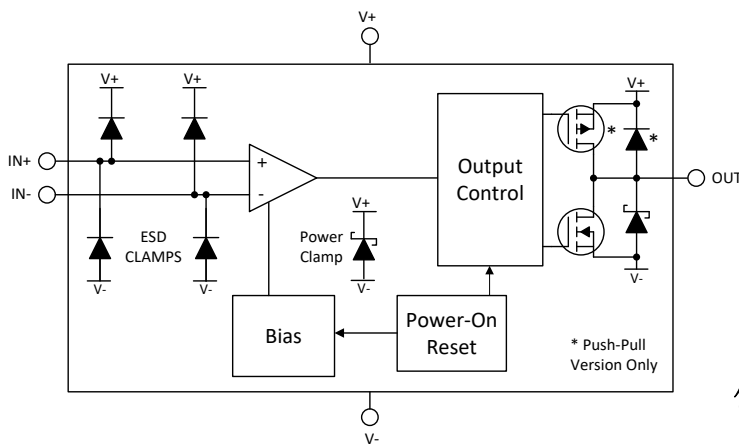 V+
V+
V+
V+
IN+
IN-
+
-
Output
Control
*
*
OUT
ESD
CLAMPS
Power
Clamp
V+
V-
V-
V-
V-
Bias
Power-On
Reset
* Push-Pull
Version Only
V-